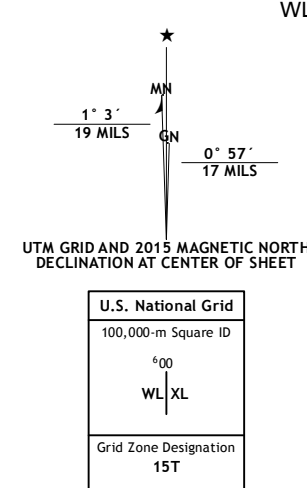 WL
★
MN
1° 3´
19 MILS
GN
0° 57´
17 MILS
UTM GRID AND 2015 MAGNETIC NORTH
DECLINATION AT CENTER OF SHEET
U.S. National Grid
100,000-m Square ID
⁶00
WL XL
Grid Zone Designation
15T